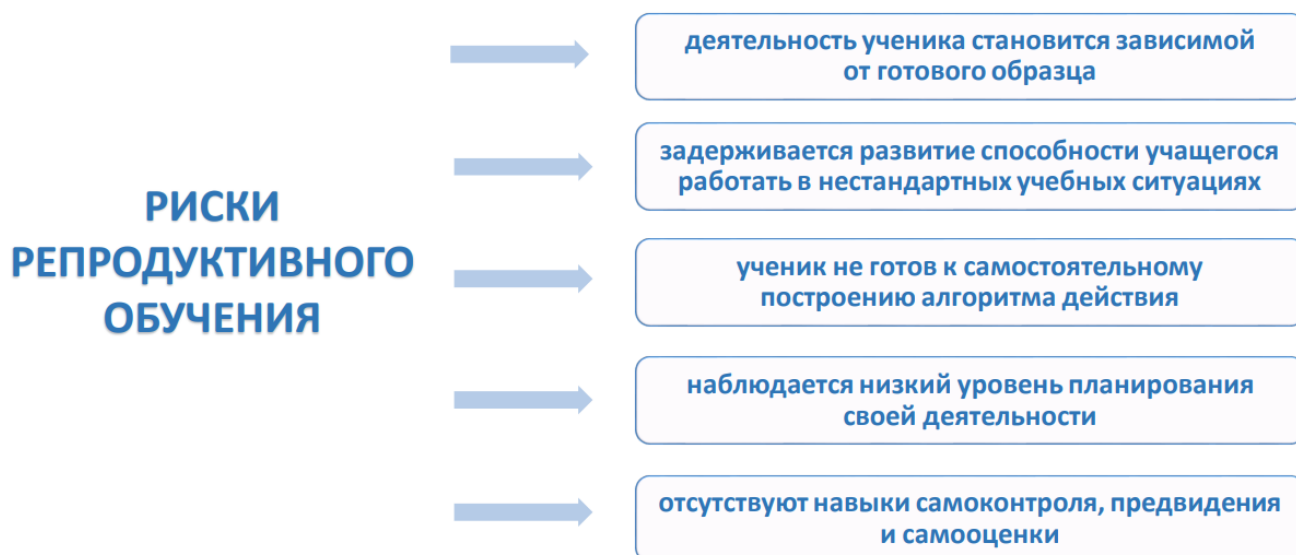 РИСКИ
РЕПРОДУКТИВНОГО
ОБУЧЕНИЯ
деятельность ученика становится зависимой
от готового образца
задерживается развитие способности учащегося
работать в нестандартных учебных ситуациях
ученик не готов к самостоятельному
построению алгоритма действия
наблюдается низкий уровень планирования
своей деятельности
отсутствуют навыки самоконтроля, предвидения
и самооценки